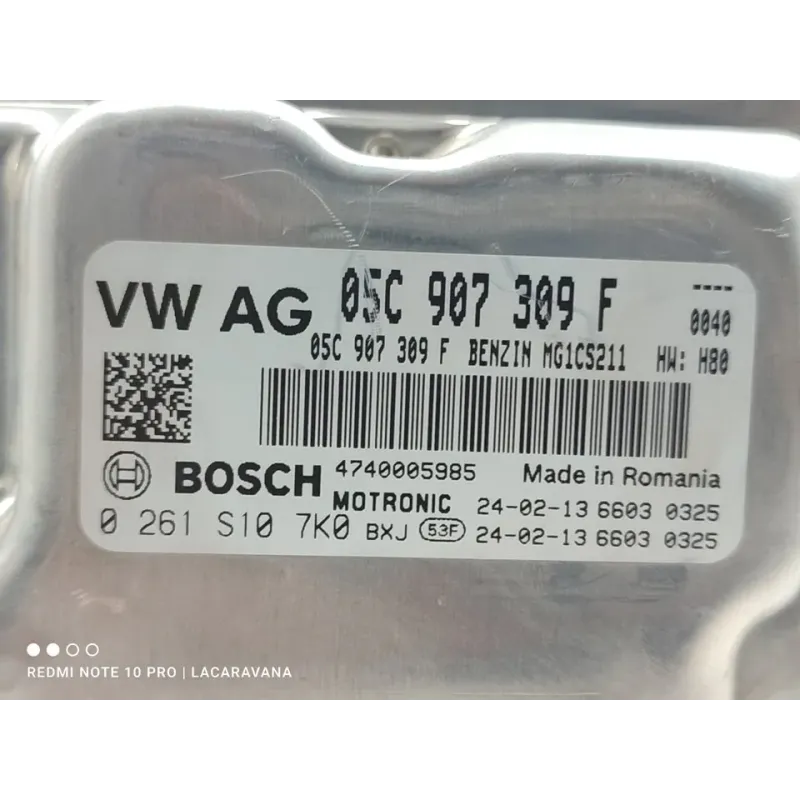 VW AG 05C 907 309 F ----
0040
05C 907 309 F BENZIN MG1CS211 HW: H80
BOSCH 4740005985 Made in Romania
MOTRONIC 24-02-13 6603 0325
0 261 S10 7K0 BXJ 53F 24-02-13 6603 0325
REDMI NOTE 10 PRO | LACARAVANA